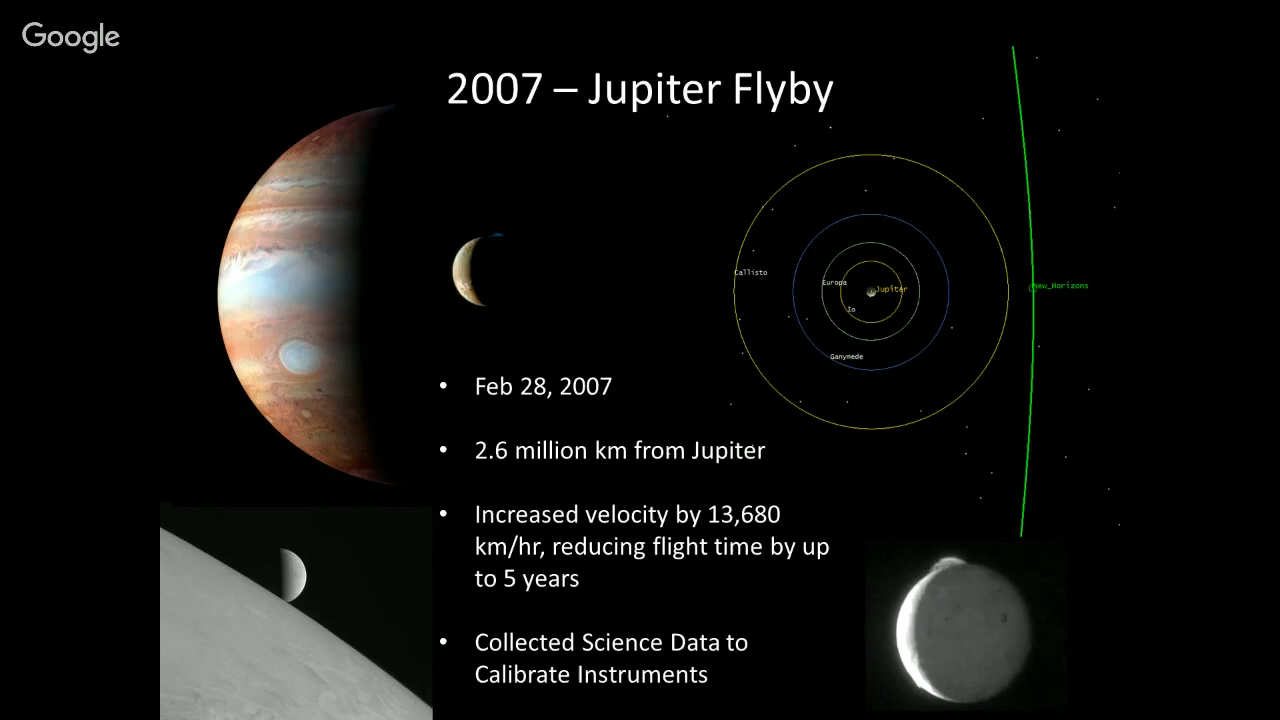 Google
2007 – Jupiter Flyby
Callisto
Europa
Jupiter
Io
New_Horizons
Ganymede
• Feb 28, 2007
• 2.6 million km from Jupiter
• Increased velocity by 13,680
km/hr, reducing flight time by up
to 5 years
• Collected Science Data to
Calibrate Instruments